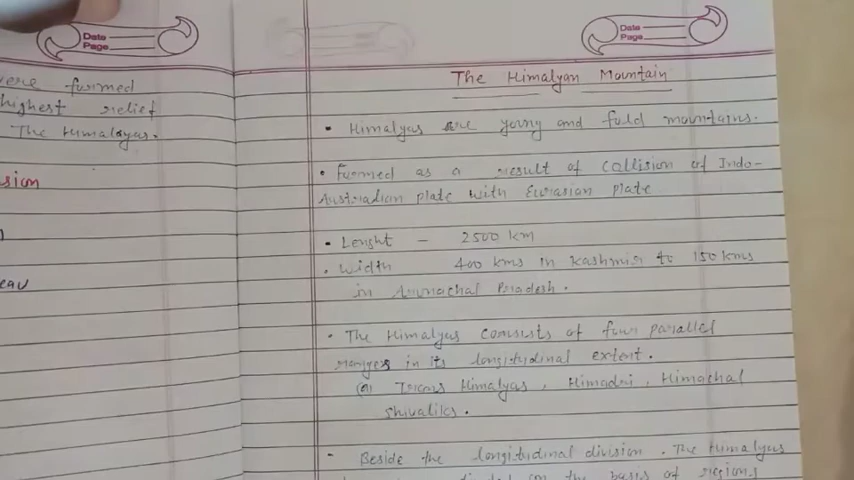 Date
Page
were formed
highest relief
The Himalayas.
sion
eau
Date
Page
The Himalyan Mountain
• Himalyas are young and fold mountains.
• Formed as a result of collision of Indo-
Australian plate with Eurasian plate
• Lenght - 2500 km
• width 400 kms in Kashmir to 150 kms
in Arunachal Pradesh.
• The Himalyas consists of four parallel
ranges in its longitudinal extent.
(a) Trans Himalyas, Himadri, Himachal
shivaliks.
- Beside the longitudinal division. The Himalyas
on the basis of regions